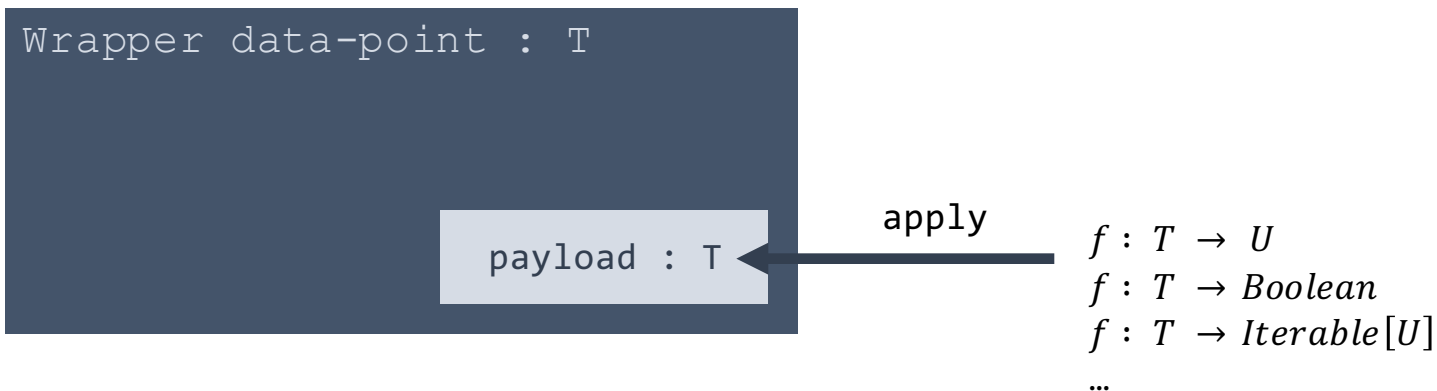 Wrapper data-point : T
apply
payload : T
f : T → U
f : T → Boolean
f : T → Iterable[U]
…